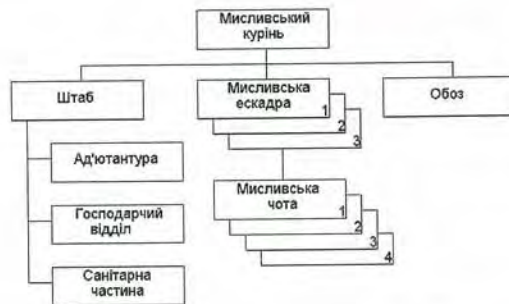 Мисливський
курінь
Штаб
Мисливська
ескадра
1
2
3
Обоз
Ад'ютантура
Господарчий
відділ
Санітарна
частина
Мисливська
чота
1
2
3
4